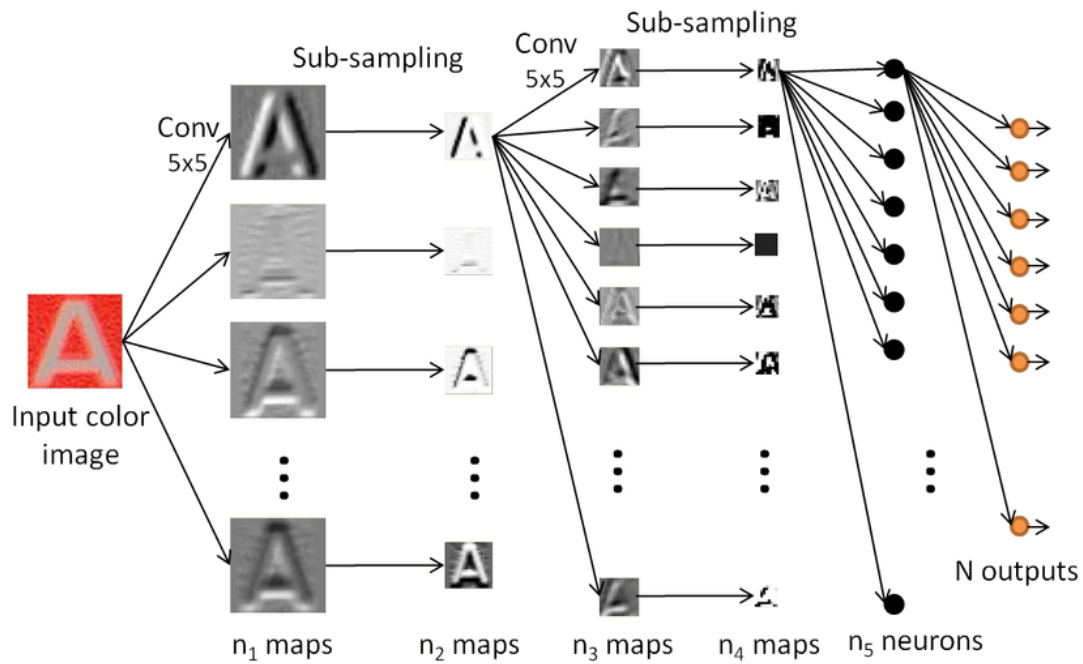 Sub-sampling
Conv
5x5
Sub-sampling
Conv
5x5
Input color
image
N outputs
n₁ maps
n₂ maps
n₃ maps
n₄ maps
n₅ neurons